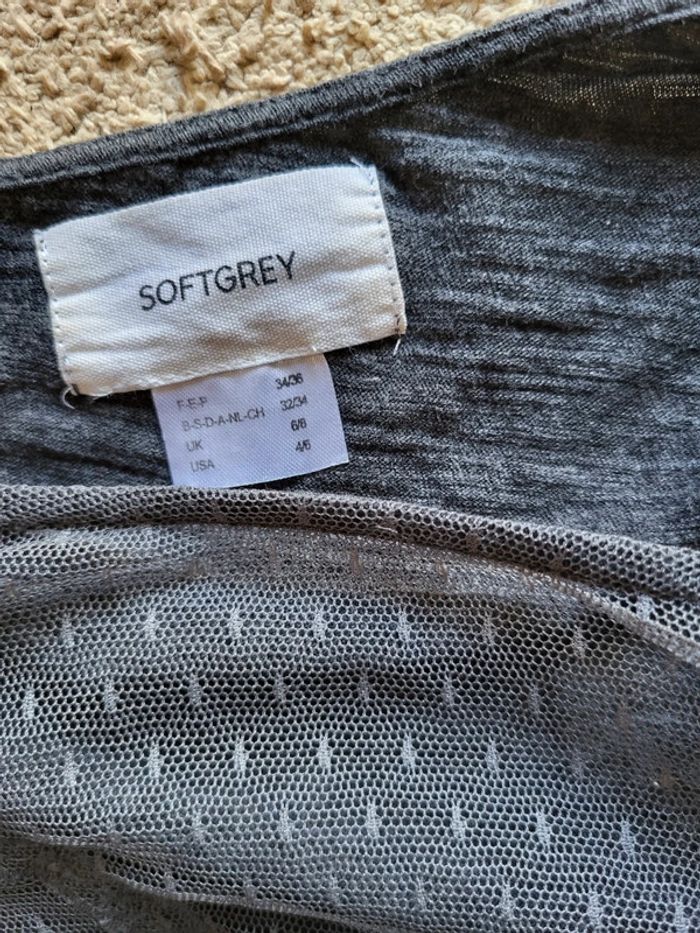 SOFTGREY
F-E-P 34/36
B-S-D-A-NL-CH 32/34
UK 6/8
USA 4/6